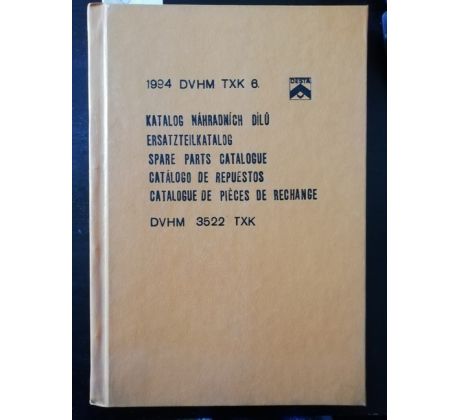 1994 DVHM TXK 6.
DESTA
KATALOG NÁHRADNÍCH DÍLŮ
ERSATZTEILKATALOG
SPARE PARTS CATALOGUE
CATÁLOGO DE REPUESTOS
CATALOGUE DE PIÈCES DE RECHANGE
DVHM 3522 TXK